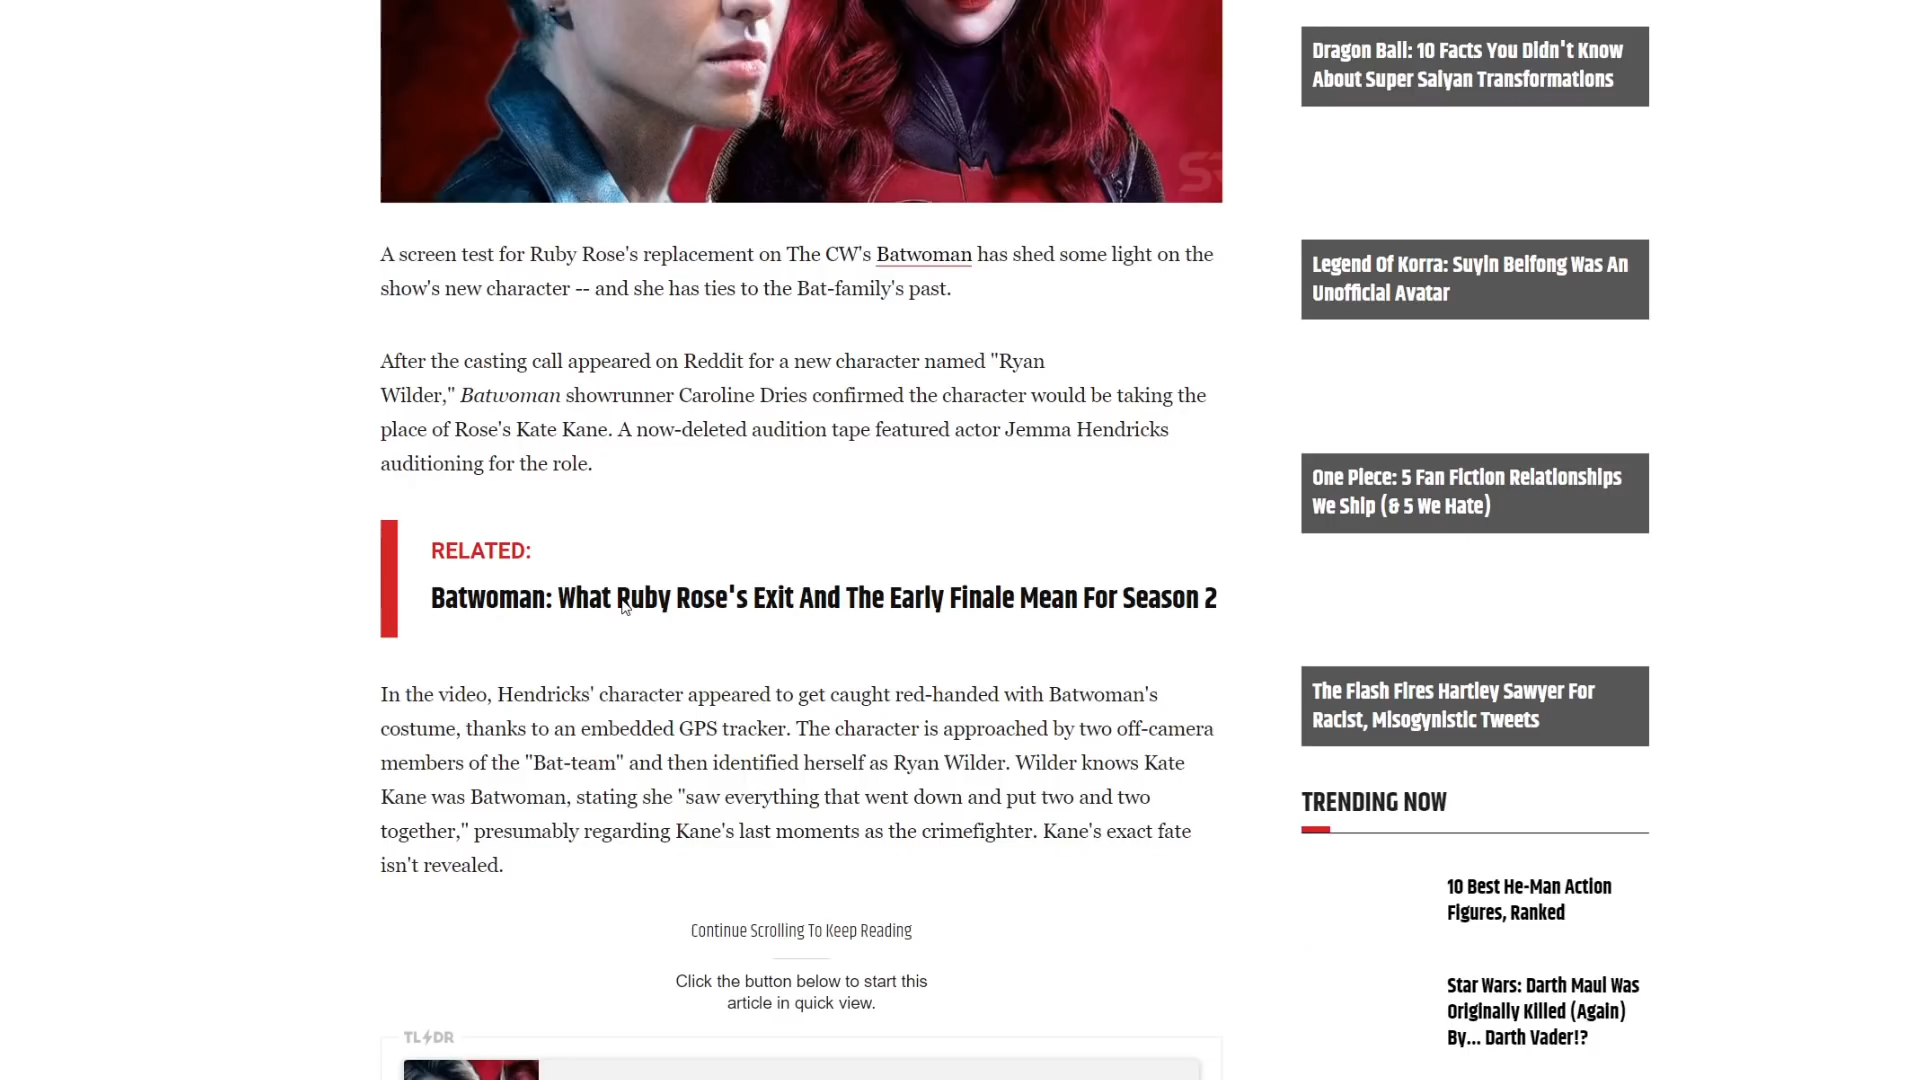 SR
A screen test for Ruby Rose's replacement on The CW's Batwoman has shed some light on the
show's new character -- and she has ties to the Bat-family's past.
After the casting call appeared on Reddit for a new character named "Ryan
Wilder," Batwoman showrunner Caroline Dries confirmed the character would be taking the
place of Rose's Kate Kane. A now-deleted audition tape featured actor Jemma Hendricks
auditioning for the role.
RELATED:
Batwoman: What Ruby Rose's Exit And The Early Finale Mean For Season 2
In the video, Hendricks' character appeared to get caught red-handed with Batwoman's
costume, thanks to an embedded GPS tracker. The character is approached by two off-camera
members of the "Bat-team" and then identified herself as Ryan Wilder. Wilder knows Kate
Kane was Batwoman, stating she "saw everything that went down and put two and two
together," presumably regarding Kane's last moments as the crimefighter. Kane's exact fate
isn't revealed.
Continue Scrolling To Keep Reading
Click the button below to start this
article in quick view.
TL DR
Dragon Ball: 10 Facts You Didn't Know
About Super Saiyan Transformations
Legend Of Korra: Suyin Beifong Was An
Unofficial Avatar
One Piece: 5 Fan Fiction Relationships
We Ship (& 5 We Hate)
The Flash Fires Hartley Sawyer For
Racist, Misogynistic Tweets
TRENDING NOW
10 Best He-Man Action
Figures, Ranked
Star Wars: Darth Maul Was
Originally Killed (Again)
By... Darth Vader!?